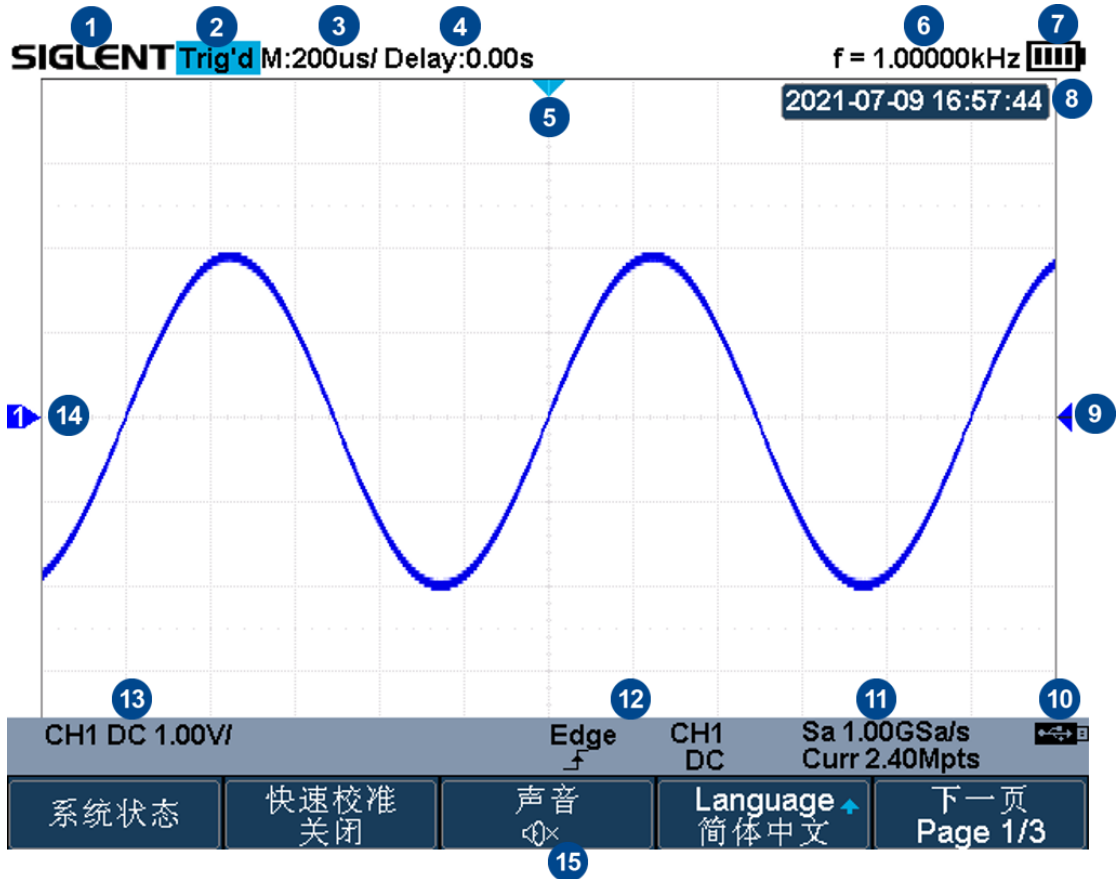 1 2 3 4 6 7
SIGLENT Trig'd M:200us/ Delay:0.00s f = 1.00000kHz
5
2021-07-09 16:57:44 8
1 14 9
13 12 11 10
CH1 DC 1.00V/ Edge CH1 Sa 1.00GSa/s
DC Curr 2.40Mpts
系统状态 快速校准 声音 Language 下一页
关闭 简体中文 Page 1/3
15